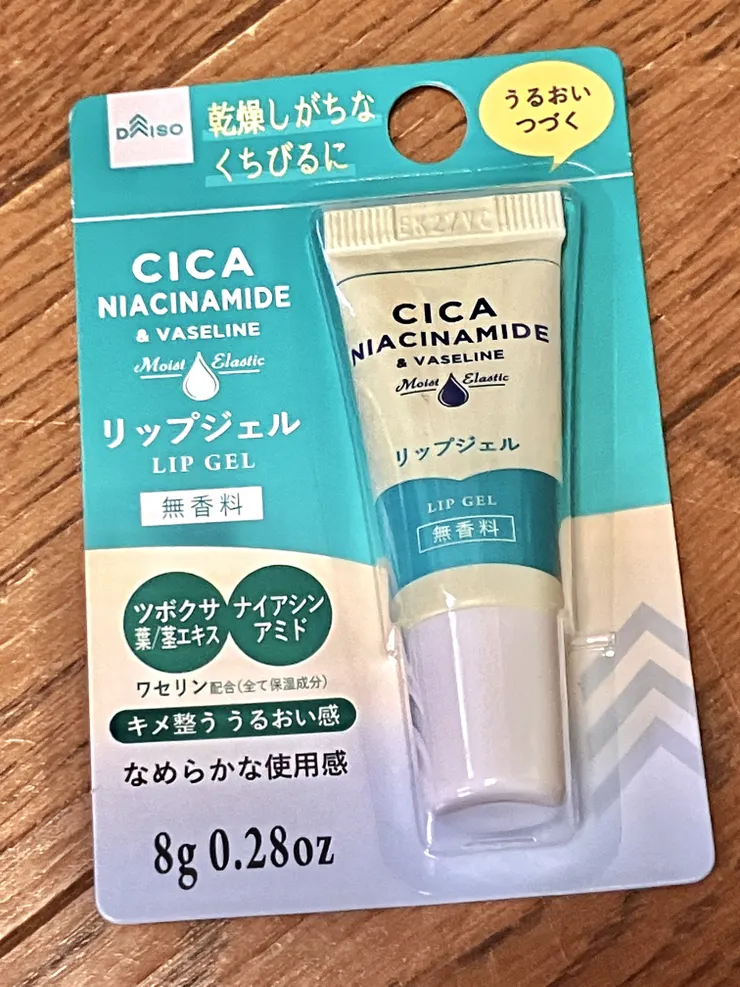 DAISO
乾燥しがちな
くちびるに
うるおい
つづく
CICA
NIACINAMIDE
& VASELINE
Moist Elastic
リップジェル
LIP GEL
無香料
ツボクサ
葉/茎エキス
ナイアシン
アミド
ワセリン配合(全て保湿成分)
キメ整う うるおい感
なめらかな使用感
8g 0.28oz
CICA
NIACINAMIDE
& VASELINE
Moist Elastic
リップジェル
LIP GEL
無香料